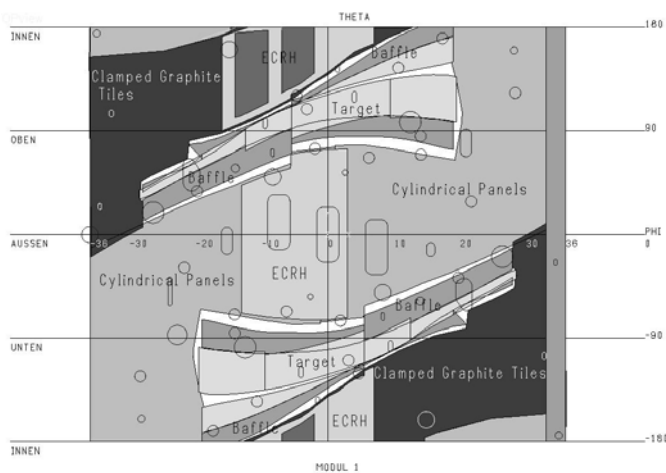 THETA
INNEN 180
ECRH Baffle
Clamped Graphite
Tiles
Target
OBEN 90
Baffle
Cylindrical Panels
PHI
AUSSEN -36 -30 -20 -10 0 10 20 30 36 0
Cylindrical Panels ECRH
Baffle
UNTEN -90
Target
Clamped Graphite Tiles
Baffle ECRH
-180
INNEN
MODUL 1